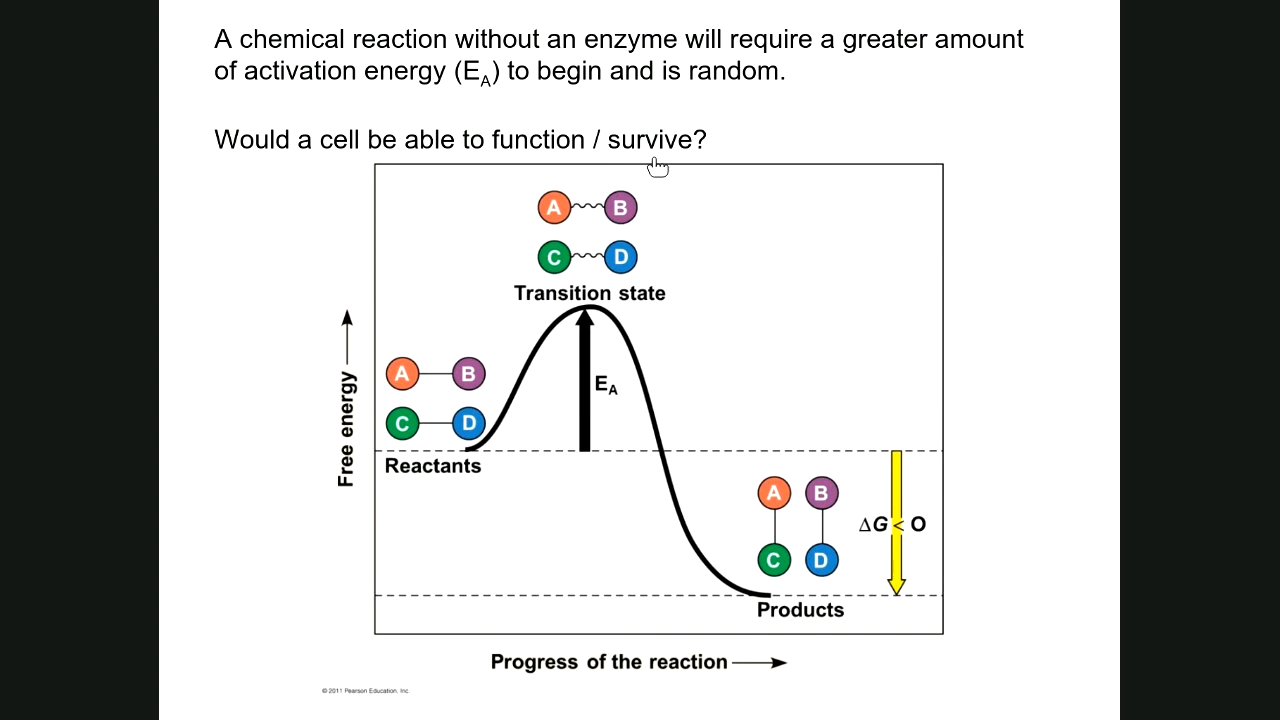 A chemical reaction without an enzyme will require a greater amount
of activation energy (EA) to begin and is random.
Would a cell be able to function / survive?
A B
C D
Transition state
A B
C D
EA
Reactants
Free energy
A B
ΔG < O
C D
Products
Progress of the reaction
© 2011 Pearson Education, Inc.